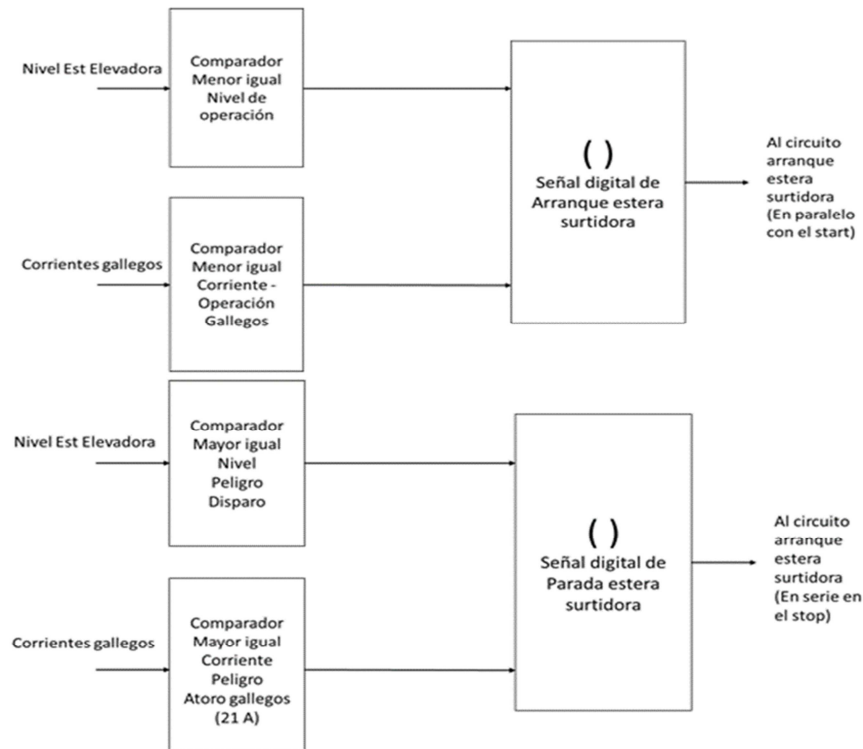 Nivel Est Elevadora
Comparador
Menor igual
Nivel de
operación
( )
Señal digital de
Arranque estera
surtidora
Al circuito
arranque
estera
surtidora
(En paralelo
con el start)
Corrientes gallegos
Comparador
Menor igual
Corriente -
Operación
Gallegos
Nivel Est Elevadora
Comparador
Mayor igual
Nivel
Peligro
Disparo
( )
Señal digital de
Parada estera
surtidora
Al circuito
arranque
estera
surtidora
(En serie en
el stop)
Corrientes gallegos
Comparador
Mayor igual
Corriente
Peligro
Atoro gallegos
(21 A)